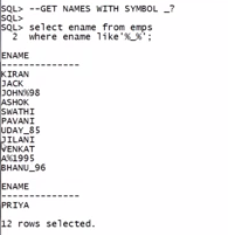 SQL> --GET NAMES WITH SYMBOL _?
SQL>
SQL> select ename from emps
2 where ename like'%_%';
ENAME
---------------
KIRAN
JACK
JOHN%98
ASHOK
SWATHI
PAVANI
UDAY_85
JILANI
VENKAT
A%1995
BHANU_96
ENAME
---------------
PRIYA
12 rows selected.